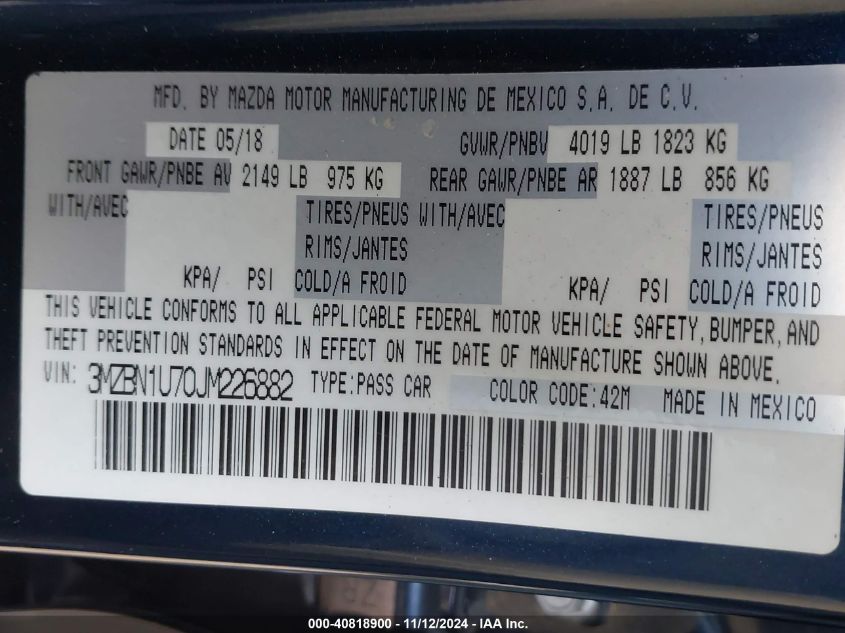 MFD. BY MAZDA MOTOR MANUFACTURING DE MEXICO S.A. DE C.V.
DATE 05/18 GVWR/PNBV 4019 LB 1823 KG
FRONT GAWR/PNBE AV 2149 LB 975 KG REAR GAWR/PNBE AR 1887 LB 856 KG
WITH/AVEC TIRES/PNEUS WITH/AVEC TIRES/PNEUS
RIMS/JANTES RIMS/JANTES
KPA/ PSI COLD/A FROID KPA/ PSI COLD/A FROID
THIS VEHICLE CONFORMS TO ALL APPLICABLE FEDERAL MOTOR VEHICLE SAFETY, BUMPER, AND
THEFT PREVENTION STANDARDS IN EFFECT ON THE DATE OF MANUFACTURE SHOWN ABOVE.
VIN: 3MZBN1U70JM226882 TYPE:PASS CAR COLOR CODE:42M MADE IN MEXICO
000-40818900 - 11/12/2024 - IAAI.